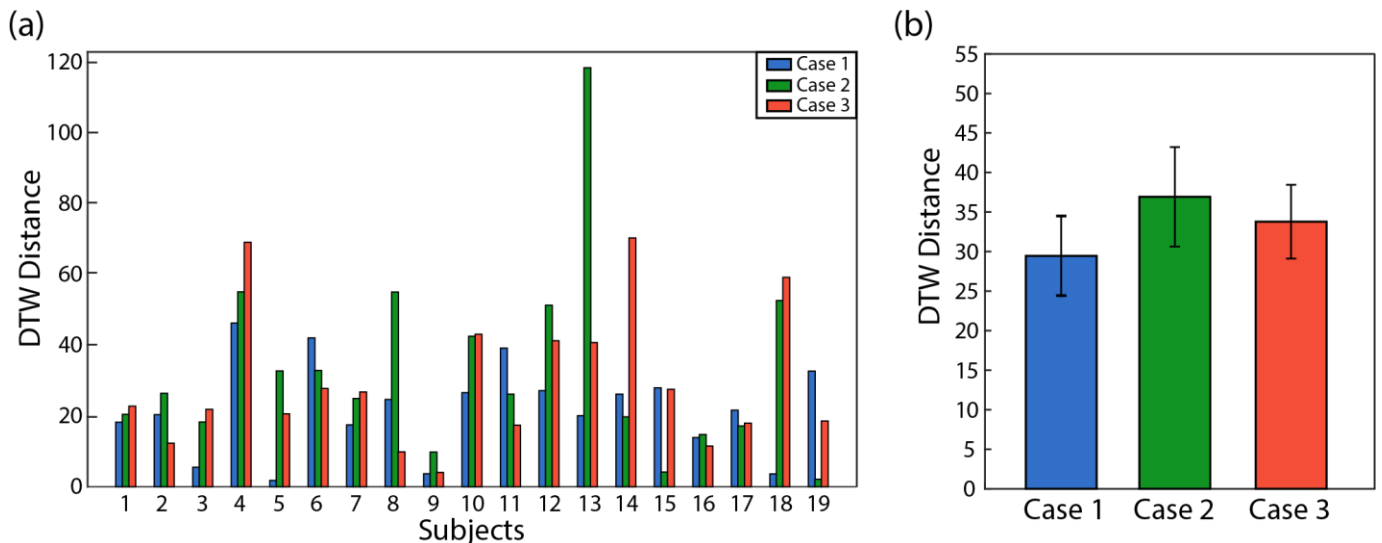 (a)
DTW Distance
120
100
80
60
40
20
0
Case 1
Case 2
Case 3
1 2 3 4 5 6 7 8 9 10 11 12 13 14 15 16 17 18 19
Subjects
(b)
DTW Distance
55
50
45
40
35
30
25
20
15
10
5
0
Case 1 Case 2 Case 3